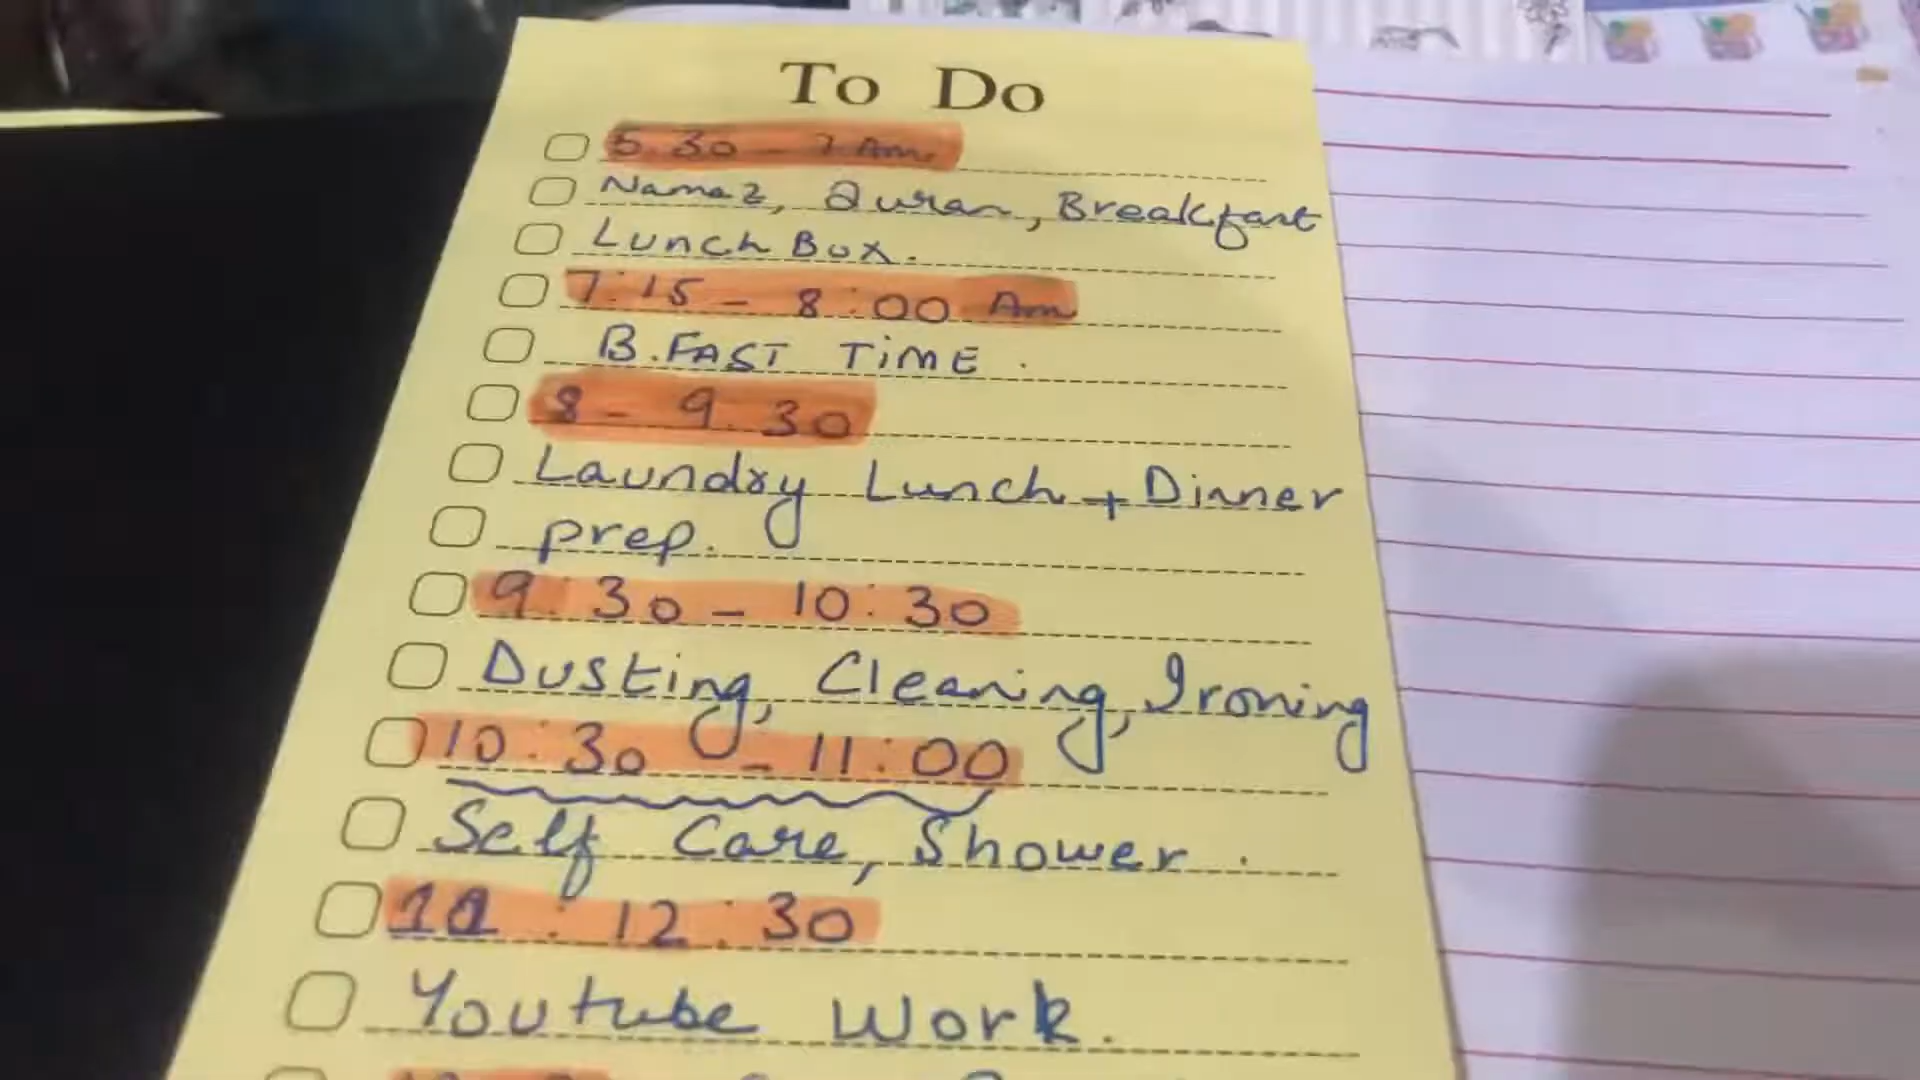 To Do
5.30 - 7 Am
Namaz, Quran, Breakfast
Lunch Box.
7:15 - 8:00 Am
B.FAST TIME.
8 - 9.30
Laundry Lunch + Dinner
prep.
9:30 - 10:30
Dusting, Cleaning, Ironing
10:30 - 11:00
Self Care, Shower.
11 : 12:30
Youtube Work.